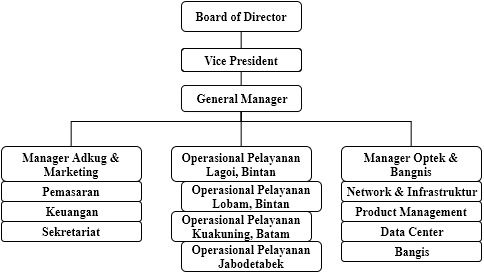 Board of Director
Vice President
General Manager
Manager Adkug &
Marketing
Pemasaran
Keuangan
Sekretariat
Operasional Pelayanan
Lagoi, Bintan
Operasional Pelayanan
Lobam, Bintan
Operasional Pelayanan
Kuakuning, Batam
Operasional Pelayanan
Jabodetabek
Manager Optek &
Bangnis
Network & Infrastruktur
Product Management
Data Center
Bangis